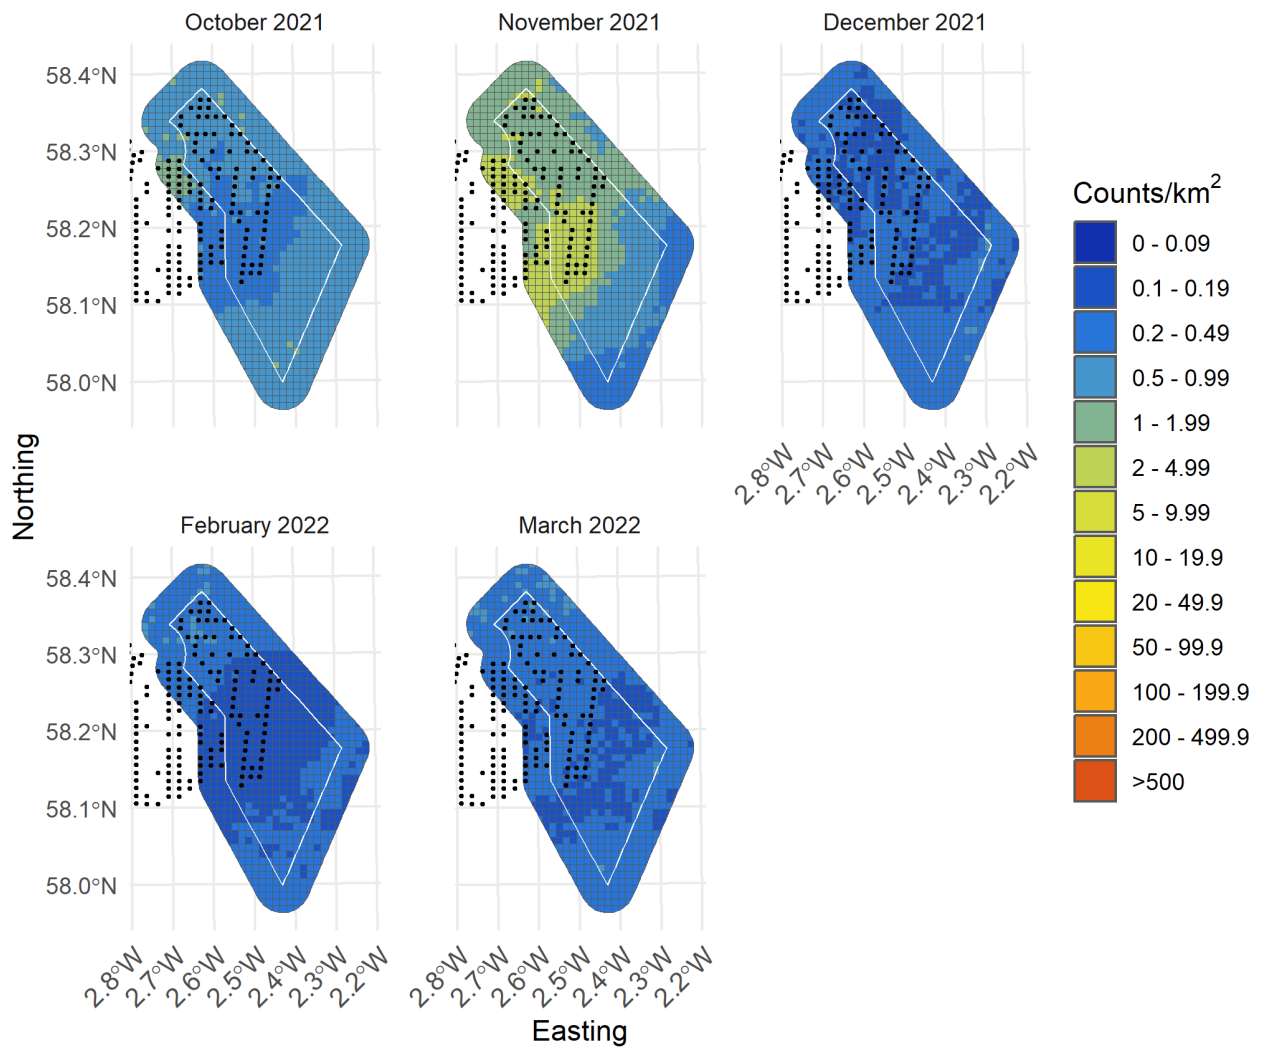 October 2021
November 2021
December 2021
58.4°N
58.3°N
58.2°N
58.1°N
58.0°N
2.8°W
2.7°W
2.6°W
2.5°W
2.4°W
2.3°W
2.2°W
Northing
February 2022
March 2022
58.4°N
58.3°N
58.2°N
58.1°N
58.0°N
2.8°W
2.7°W
2.6°W
2.5°W
2.4°W
2.3°W
2.2°W
2.8°W
2.7°W
2.6°W
2.5°W
2.4°W
2.3°W
2.2°W
Easting
Counts/km²
0 - 0.09
0.1 - 0.19
0.2 - 0.49
0.5 - 0.99
1 - 1.99
2 - 4.99
5 - 9.99
10 - 19.9
20 - 49.9
50 - 99.9
100 - 199.9
200 - 499.9
>500